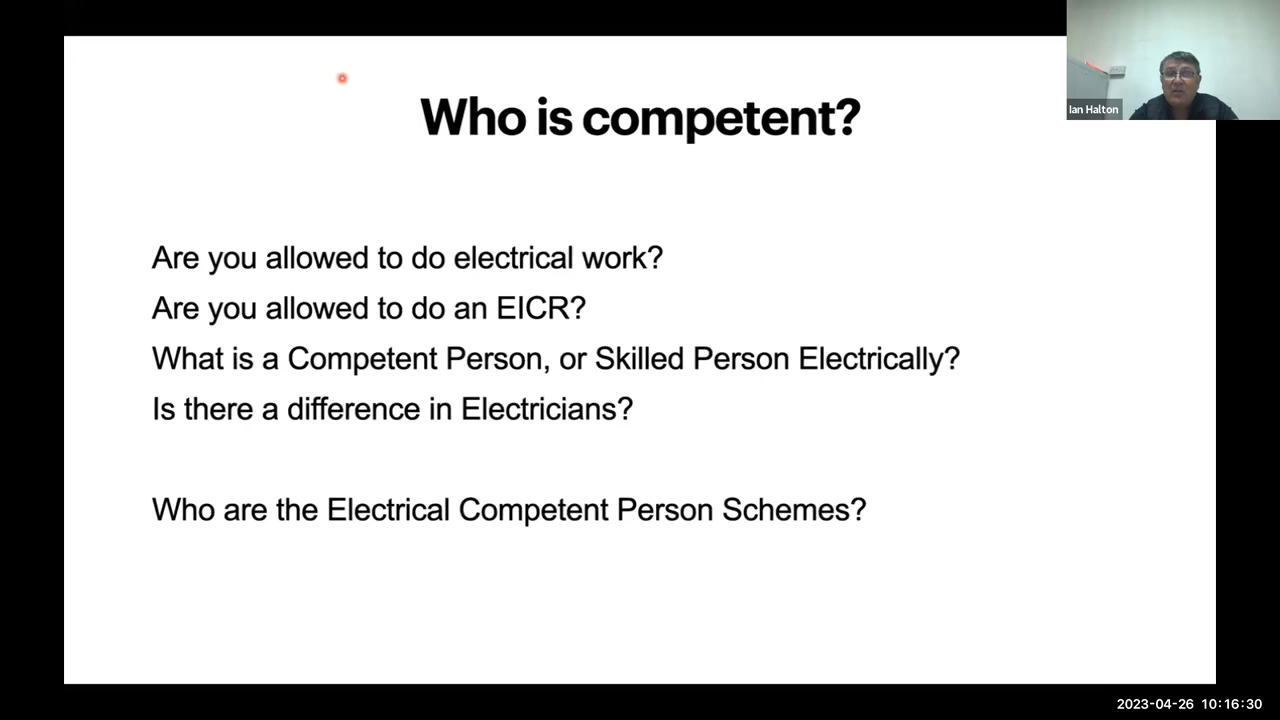 Who is competent?
Ian Halton
Are you allowed to do electrical work?
Are you allowed to do an EICR?
What is a Competent Person, or Skilled Person Electrically?
Is there a difference in Electricians?
Who are the Electrical Competent Person Schemes?
2023-04-26 10:16:30